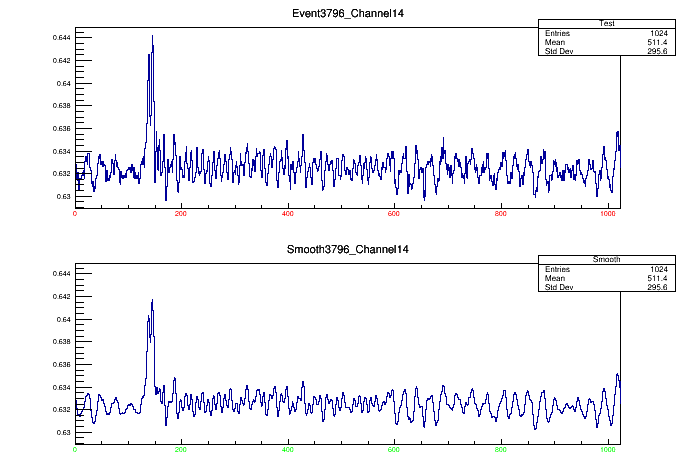 Event3796_Channel14
Test
Entries 1024
Mean 511.4
Std Dev 295.6
0.644
0.642
0.64
0.638
0.636
0.634
0.632
0.63
0 200 400 600 800 1000
Smooth3796_Channel14
Smooth
Entries 1024
Mean 511.4
Std Dev 295.6
0.644
0.642
0.64
0.638
0.636
0.634
0.632
0.63
0 200 400 600 800 1000